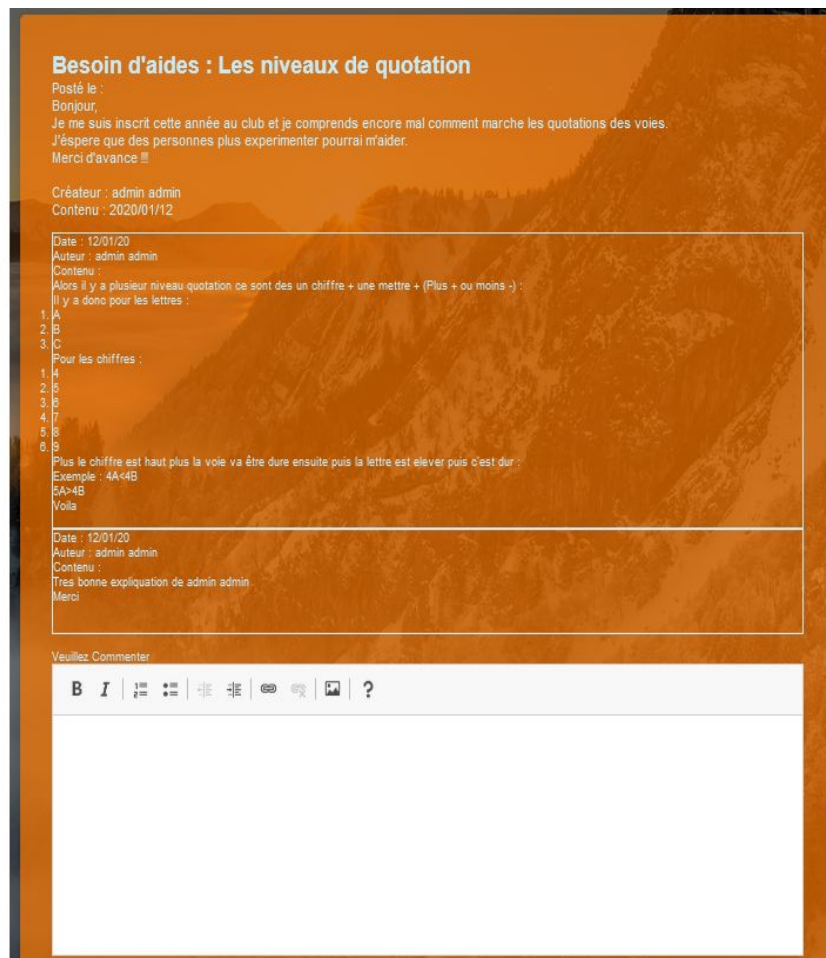 Besoin d'aides : Les niveaux de quotation
Posté le :
Bonjour,
Je me suis inscrit cette année au club et je comprends encore mal comment marche les quotations des voies.
J'éspere que des personnes plus experimenter pourrai m'aider.
Merci d'avance !!!
Créateur : admin admin
Contenu : 2020/01/12
Date : 12/01/20
Auteur : admin admin
Contenu :
Alors il y a plusieur niveau quotation ce sont des un chiffre + une mettre + (Plus + ou moins -) :
Il y a donc pour les lettres :
1. A
2. B
3. C
Pour les chiffres :
1. 4
2. 5
3. 6
4. 7
5. 8
6. 9
Plus le chiffre est haut plus la voie va être dure ensuite puis la lettre est elever puis c'est dur :
Exemple : 4A<4B
5A>4B
Voila
Date : 12/01/20
Auteur : admin admin
Contenu :
Tres bonne expliquation de admin admin
Merci
Veuillez Commenter